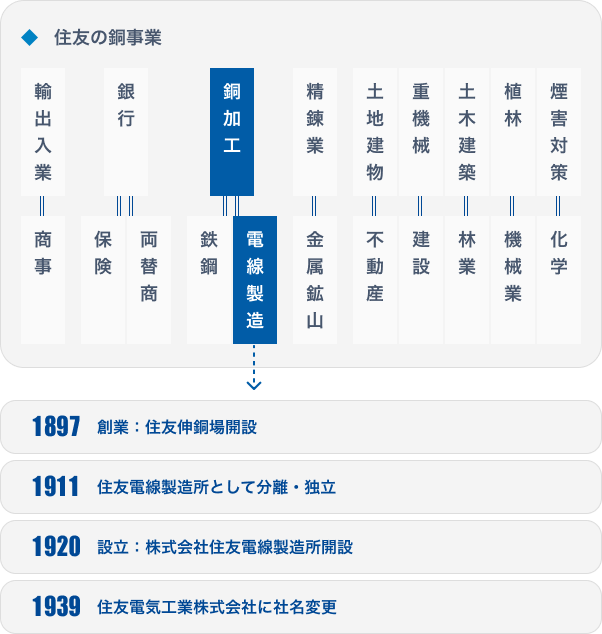 住友の銅事業
輸出入業
銀行
銅加工
精錬業
土地建物
重機械
土木建築
植林
煙害対策
商事
保険
両替商
鉄鋼
電線製造
金属鉱山
不動産
建設
林業
機械業
化学
1897 創業：住友伸銅場開設
1911 住友電線製造所として分離・独立
1920 設立：株式会社住友電線製造所開設
1939 住友電気工業株式会社に社名変更